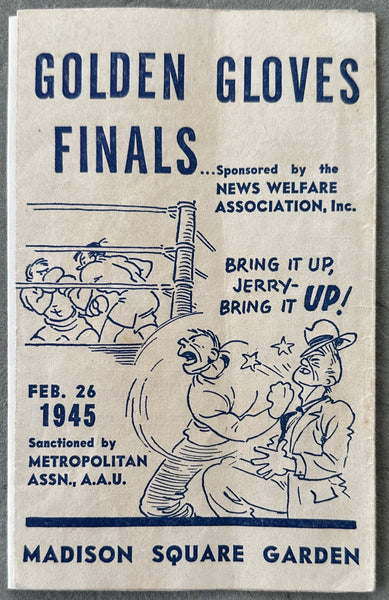 GOLDEN GLOVES
FINALS...Sponsored by the
NEWS WELFARE
ASSOCIATION, Inc.
BRING IT UP,
JERRY-
BRING IT UP!
FEB. 26
1945
Sanctioned by
METROPOLITAN
ASSN., A.A.U.
MADISON SQUARE GARDEN